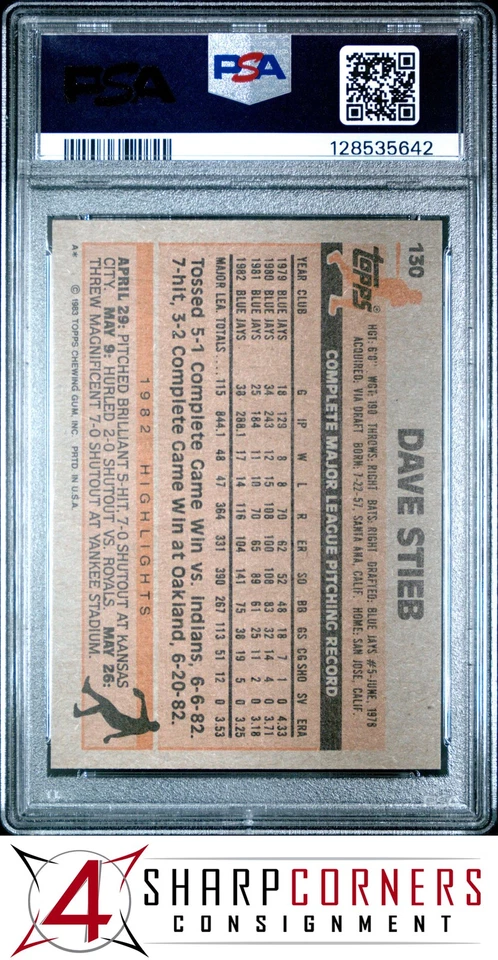 PSA
PSA
128535642
130
Topps®
DAVE STIEB
HGT: 6'0" WGT: 190 THROWS: RIGHT BATS: RIGHT DRAFTED: BLUE JAYS #5-JUNE, 1978
ACQUIRED: VIA DRAFT BORN: 7-22-57, SANTA ANA, CALIF. HOME: SAN JOSE, CALIF.
COMPLETE MAJOR LEAGUE PITCHING RECORD
YEAR CLUB G IP W L R ER SO BB GS CG SHO SV ERA
1979 BLUE JAYS 18 129 8 8 70 62 52 48 18 7 1 0 4.33
1980 BLUE JAYS 34 243 12 15 108 100 108 83 32 14 4 0 3.71
1981 BLUE JAYS 25 184 11 10 70 65 89 61 25 11 2 0 3.18
1982 BLUE JAYS 38 288.1 17 14 116 104 141 75 38 19 5 0 3.25
MAJOR LEA. TOTALS . . . . 115 844.1 48 47 364 331 390 267 113 51 12 0 3.53
Tossed 5-1 Complete Game Win vs. Indians, 6-6-82.
7-hit, 3-2 Complete Game Win at Oakland, 6-20-82.
1982 HIGHLIGHTS
APRIL 29: PITCHED BRILLIANT 5-HIT, 7-0 SHUTOUT AT KANSAS
CITY. MAY 9: HURLED 2-0 SHUTOUT VS. ROYALS. MAY 26:
THREW MAGNIFICENT 7-0 SHUTOUT AT YANKEE STADIUM.
A* © 1983 TOPPS CHEWING GUM, INC. PRTD. IN U.S.A.
4 SHARPCORNERS
CONSIGNMENT